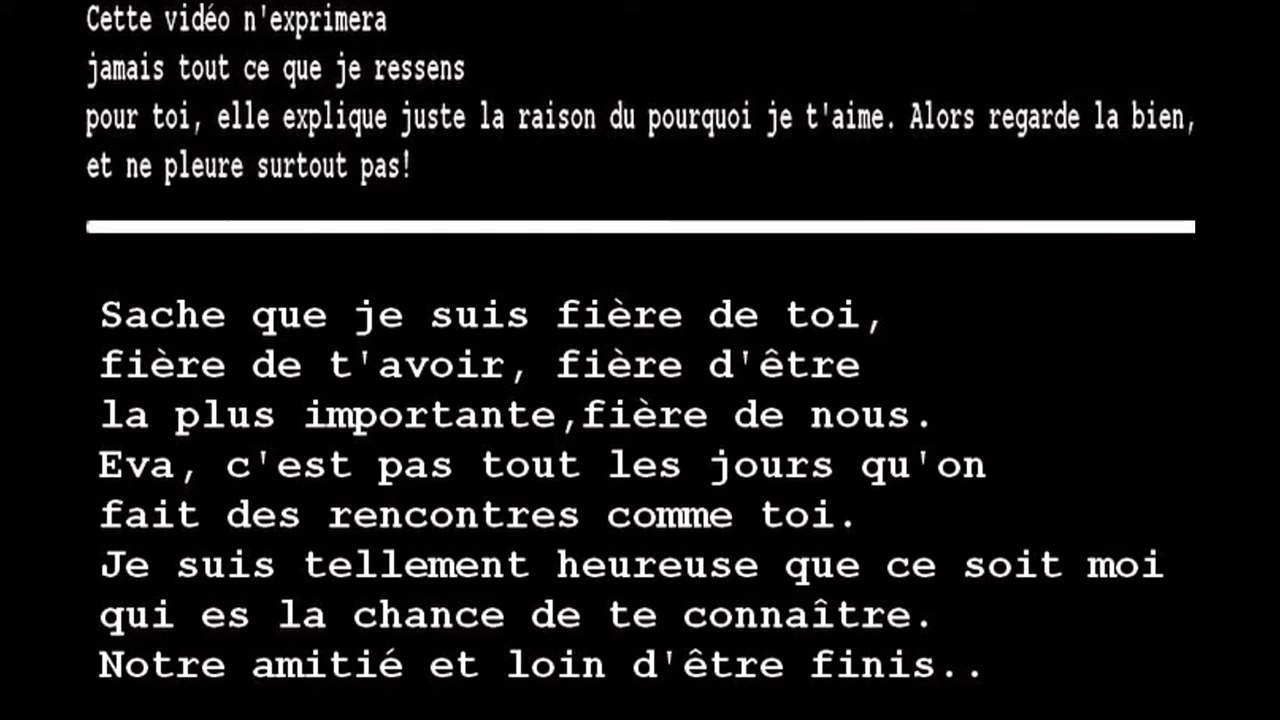 Cette vidéo n'exprimera
jamais tout ce que je ressens
pour toi, elle explique juste la raison du pourquoi je t'aime. Alors regarde la bien,
et ne pleure surtout pas!
Sache que je suis fière de toi,
fière de t'avoir, fière d'être
la plus importante,fière de nous.
Eva, c'est pas tout les jours qu'on
fait des rencontres comme toi.
Je suis tellement heureuse que ce soit moi
qui es la chance de te connaître.
Notre amitié et loin d'être finis..